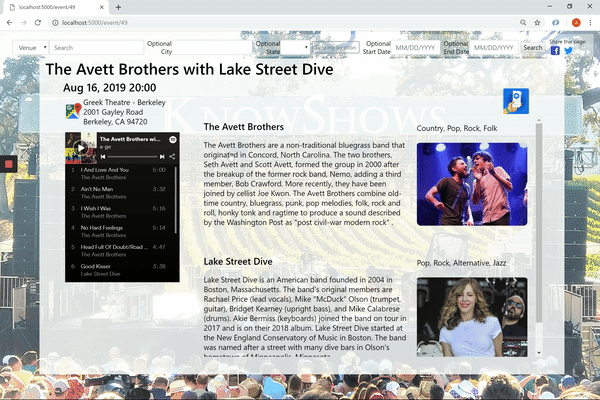 localhost:5000/event/49
localhost:5000/event/49
Venue
Search
Optional
City
Optional
State
Optional
Start Date
MM/DD/YYYY
Optional
End Date
MM/DD/YYYY
Search
Share this page:
The Avett Brothers with Lake Street Dive
Aug 16, 2019 20:00
Greek Theatre - Berkeley
2001 Gayley Road
Berkeley, CA 94720
The Avett Brothers wi...
1 I And Love And You 5:00
The Avett Brothers
2 Ain't No Man 3:32
The Avett Brothers
3 I Wish I Was 5:16
The Avett Brothers
4 No Hard Feelings 5:14
The Avett Brothers
5 Head Full Of Doubt/Road ... 4:47
The Avett Brothers
6 Good Kisser 5:38
Lake Street Dive
The Avett Brothers
The Avett Brothers are a non-traditional bluegrass band that
originated in Concord, North Carolina. The two brothers,
Seth Avett and Scott Avett, formed the group in 2000 after
the breakup of the former rock band, Nemo, adding a third
member, Bob Crawford. More recently, they have been
joined by cellist Joe Kwon. The Avett Brothers combine old-
time country, bluegrass, punk, pop melodies, folk, rock and
roll, honky tonk and ragtime to produce a sound described
by the Washington Post as "post civil-war modern rock" .
Country, Pop, Rock, Folk
Lake Street Dive
Lake Street Dive is an American band founded in 2004 in
Boston, Massachusetts. The band's original members are
Rachael Price (lead vocals), Mike "McDuck" Olson (trumpet,
guitar), Bridget Kearney (upright bass), and Mike Calabrese
(drums). Akie Bermiss (keyboards) joined the band on tour in
2017 and is on their 2018 album. Lake Street Dive started at
the New England Conservatory of Music in Boston. The band
was named after a street with many dive bars in Olson's
hometown of Minneapolis, Minnesota.
Pop, Rock, Alternative, Jazz